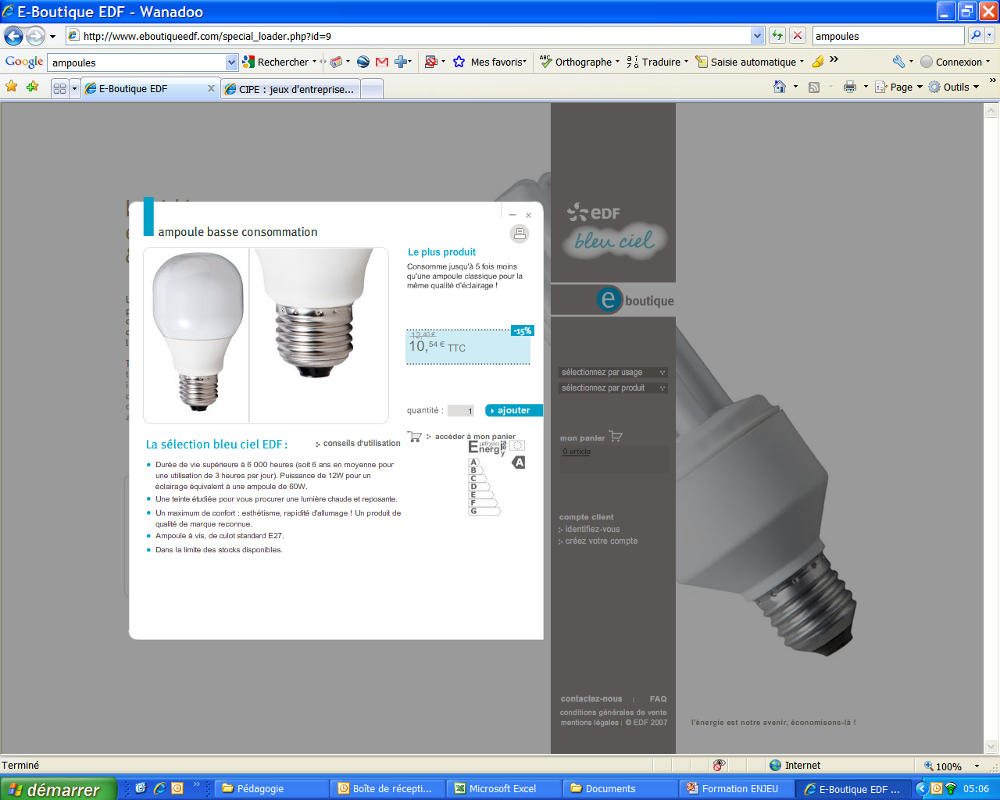 E-Boutique EDF - Wanadoo
http://www.eboutiqueedf.com/special_loader.php?id=9
ampoules
Google
ampoules
Rechercher
Mes favoris
Orthographe
Traduire
Saisie automatique
Connexion
E-Boutique EDF
CIPE : jeux d'entreprise...
Page
Outils
ampoule basse consommation
Le plus produit
Consomme jusqu'à 5 fois moins
qu'une ampoule classique pour la
même qualité d'éclairage !
-15%
12,40 €
10,54 € TTC
quantité : 1
ajouter
accéder à mon panier
La sélection bleu ciel EDF :
conseils d'utilisation
Durée de vie supérieure à 6 000 heures (soit 6 ans en moyenne pour
une utilisation de 3 heures par jour). Puissance de 12W pour un
éclairage équivalent à une ampoule de 60W.
Une teinte étudiée pour vous procurer une lumière chaude et reposante.
Un maximum de confort : esthétisme, rapidité d'allumage ! Un produit de
qualité de marque reconnue.
Ampoule à vis, de culot standard E27.
Dans la limite des stocks disponibles.
Energ
A
A
B
C
D
E
F
G
eDF
bleu ciel
e boutique
sélectionnez par usage
sélectionnez par produit
mon panier
0 article
compte client
identifiez-vous
créez votre compte
contactez-nous | FAQ
conditions générales de vente
mentions légales | © EDF 2007
l'énergie est notre avenir, économisons-là !
Terminé
Internet
100%
démarrer
Pédagogie
Boîte de récepti...
Microsoft Excel
Documents
Formation ENJEU
E-Boutique EDF ...
05:06